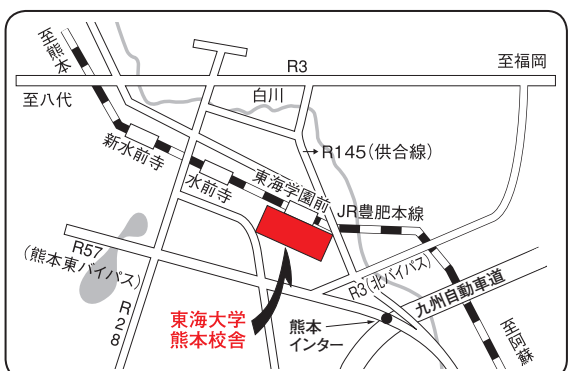 至熊本
R3
至福岡
至八代
白川
R145(供合線)
新水前寺
水前寺
東海学園前
JR豊肥本線
R57
(熊本東バイパス)
R28
R3(北バイパス)
九州自動車道
東海大学
熊本校舎
熊本
インター
至阿蘇